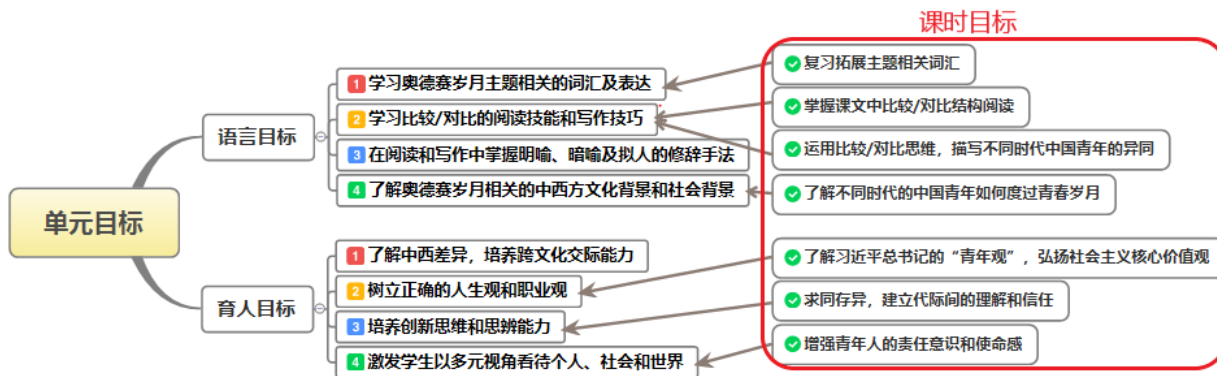 课时目标
单元目标
语言目标
1 学习奥德赛岁月主题相关的词汇及表达
2 学习比较/对比的阅读技能和写作技巧
3 在阅读和写作中掌握明喻、暗喻及拟人的修辞手法
4 了解奥德赛岁月相关的中西方文化背景和社会背景
复习拓展主题相关词汇
掌握课文中比较/对比结构阅读
运用比较/对比思维，描写不同时代中国青年的异同
了解不同时代的中国青年如何度过青春岁月
育人目标
1 了解中西差异，培养跨文化交际能力
2 树立正确的人生观和职业观
3 培养创新思维和思辨能力
4 激发学生以多元视角看待个人、社会和世界
了解习近平总书记的“青年观”，弘扬社会主义核心价值观
求同存异，建立代际间的理解和信任
增强青年人的责任意识和使命感